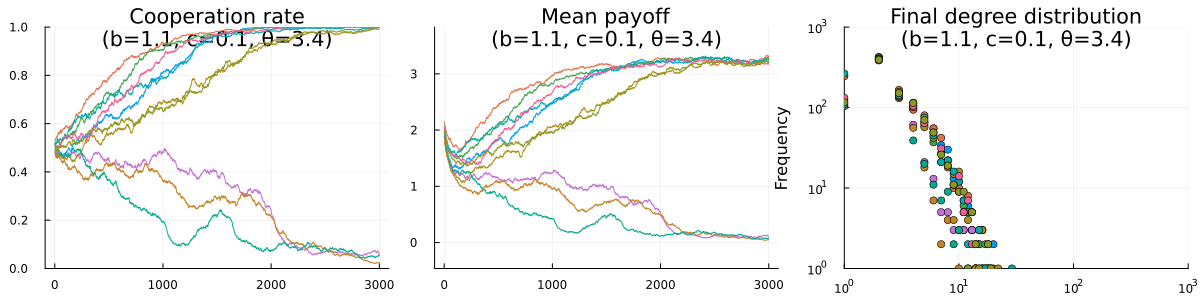 Cooperation rate
(b=1.1, c=0.1, θ=3.4)
1.0
0.8
0.6
0.4
0.2
0.0
0 1000 2000 3000
Mean payoff
(b=1.1, c=0.1, θ=3.4)
3
2
1
0
0 1000 2000 3000
Final degree distribution
(b=1.1, c=0.1, θ=3.4)
Frequency
10³
10²
10¹
10⁰
10⁰ 10¹ 10² 10³